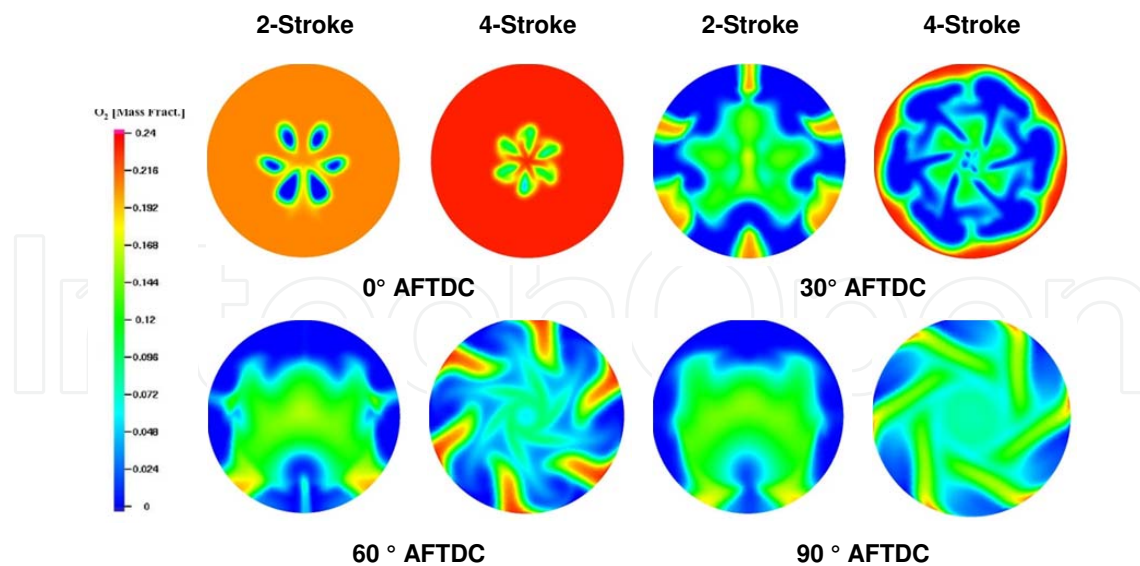 2-Stroke 4-Stroke 2-Stroke 4-Stroke
O₂ [Mass Fract.]
0.24
0.216
0.192
0.168
0.144
0.12
0.096
0.072
0.048
0.024
0
0° AFTDC 30° AFTDC
IntechOpen
60 ° AFTDC 90 ° AFTDC